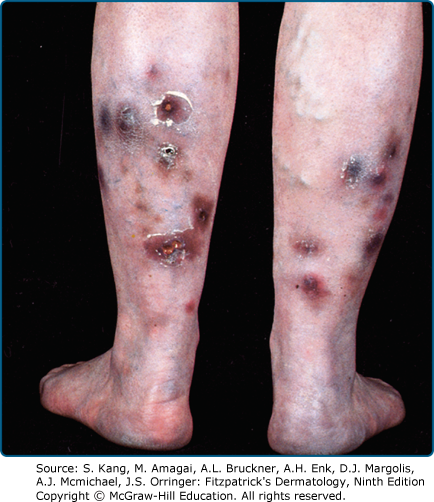 Source: S. Kang, M. Amagai, A.L. Bruckner, A.H. Enk, D.J. Margolis,
A.J. Mcmichael, J.S. Orringer: Fitzpatrick's Dermatology, Ninth Edition
Copyright © McGraw-Hill Education. All rights reserved.